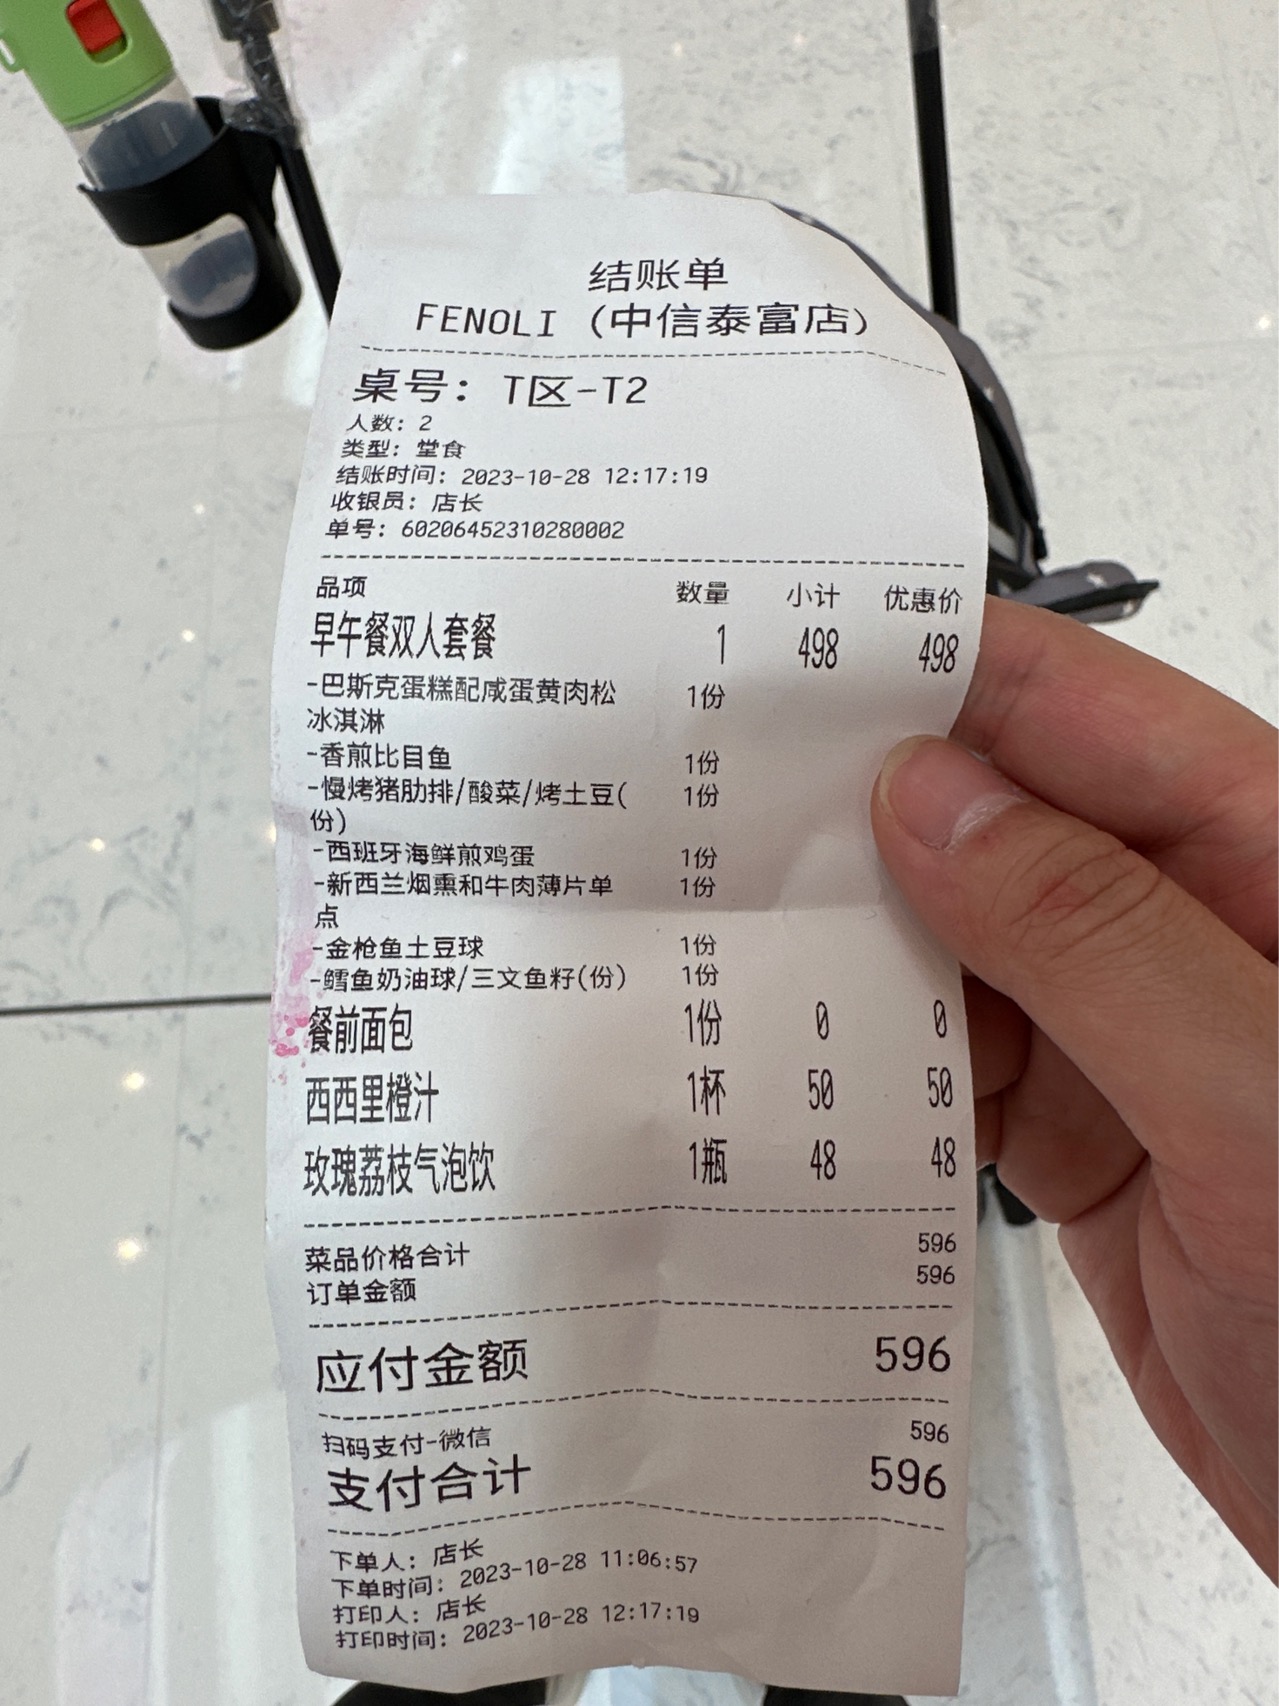 结账单
FENOLI (中信泰富店)
桌号: T区-T2
人数: 2
类型: 堂食
结账时间: 2023-10-28 12:17:19
收银员: 店长
单号: 60206452310280002
品项 数量 小计 优惠价
早午餐双人套餐 1 498 498
-巴斯克蛋糕配咸蛋黄肉松 1份
冰淇淋
-香煎比目鱼 1份
-慢烤猪肋排/酸菜/烤土豆( 1份
份)
-西班牙海鲜煎鸡蛋 1份
-新西兰烟熏和牛肉薄片单 1份
点
-金枪鱼土豆球 1份
-鳕鱼奶油球/三文鱼籽(份) 1份
餐前面包 1份 0 0
西西里橙汁 1杯 50 50
玫瑰荔枝气泡饮 1瓶 48 48
菜品价格合计 596
订单金额 596
应付金额 596
扫码支付-微信 596
支付合计 596
下单人: 店长
下单时间: 2023-10-28 11:06:57
打印人: 店长
打印时间: 2023-10-28 12:17:19